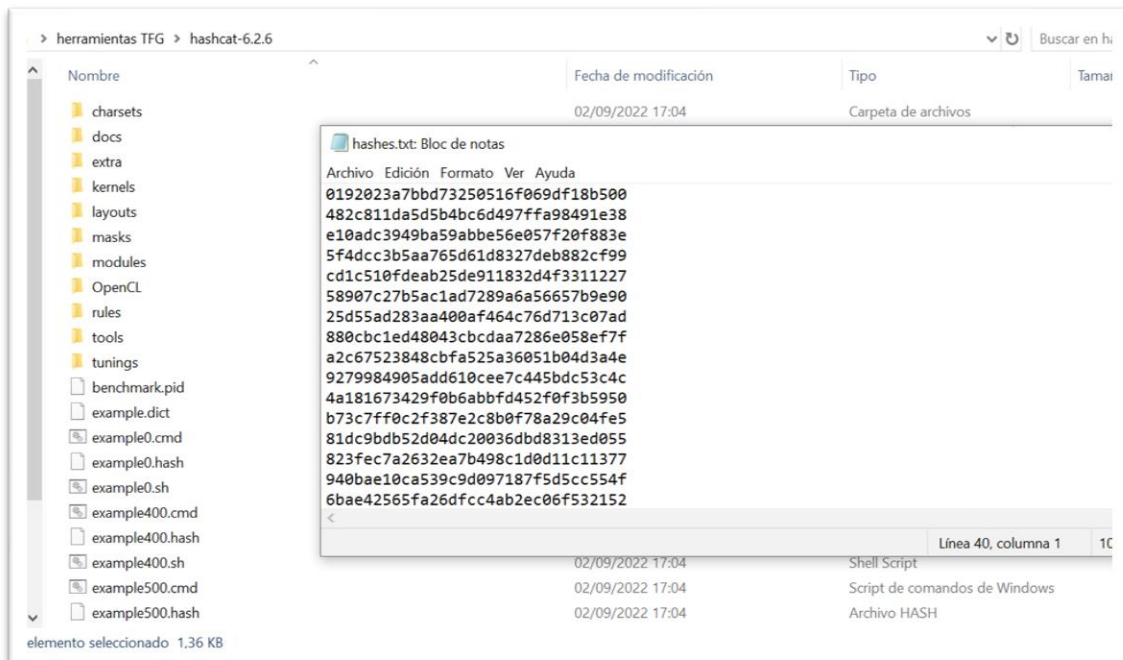 > herramientas TFG > hashcat-6.2.6 Buscar en ha
Nombre Fecha de modificación Tipo Tamañ
charsets 02/09/2022 17:04 Carpeta de archivos
docs
extra
kernels
layouts
masks
modules
OpenCL
rules
tools
tunings
benchmark.pid
example.dict
example0.cmd
example0.hash
example0.sh
example400.cmd
example400.hash
example400.sh 02/09/2022 17:04 Shell Script
example500.cmd 02/09/2022 17:04 Script de comandos de Windows
example500.hash 02/09/2022 17:04 Archivo HASH
elemento seleccionado 1,36 KB
hashes.txt: Bloc de notas
Archivo Edición Formato Ver Ayuda
0192023a7bbd73250516f069df18b500
482c811da5d5b4bc6d497ffa98491e38
e10adc3949ba59abbe56e057f20f883e
5f4dcc3b5aa765d61d8327deb882cf99
cd1c510fdeab25de911832d4f3311227
58907c27b5ac1ad7289a6a56657b9e90
25d55ad283aa400af464c76d713c07ad
880cbc1ed48043cbcdaa7286e058ef7f
a2c67523848cbfa525a36051b04d3a4e
9279984905add610cee7c445bdc53c4c
4a181673429f0b6abbfd452f0f3b5950
b73c7ff0c2f387e2c8b0f78a29c04fe5
81dc9bdb52d04dc20036dbd8313ed055
823fec7a2632ea7b498c1d0d11c11377
940bae10ca539c9d097187f5d5cc554f
6bae42565fa26dfcc4ab2ec06f532152
Línea 40, columna 1 10